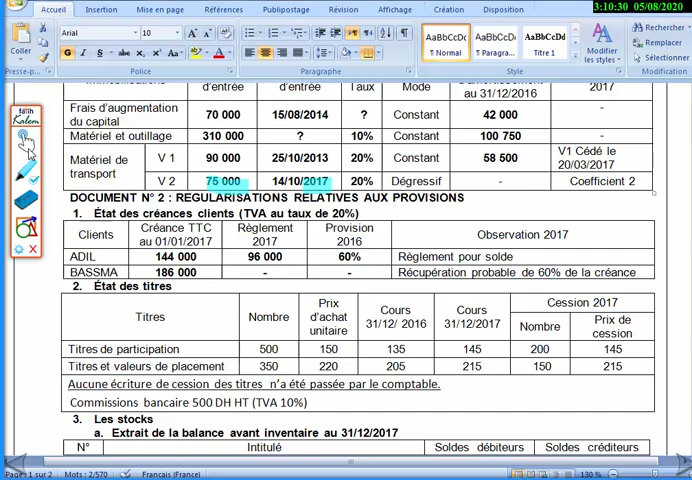 3:10:30 05/08/2020
Accueil Insertion Mise en page Références Publipostage Révision Affichage Création Disposition
Coller
Arial 10
G I S
AaBbCcDd AaBbCcDd AaBbCcDd
¶ Normal ¶ Paragra... Titre 1
Modifier les styles
Rechercher
Remplacer
Sélectionner
Presse-p... Police Paragraphe Style Modification
fatih Kalem
d'entrée d'entrée Taux Mode au 31/12/2016 2017
Frais d'augmentation du capital 70 000 15/08/2014 ? Constant 42 000
Matériel et outillage 310 000 ? 10% Constant 100 750
Matériel de transport V 1 90 000 25/10/2013 20% Constant 58 500 V1 Cédé le 20/03/2017
V 2 75 000 14/10/2017 20% Dégressif - Coefficient 2
DOCUMENT N° 2 : REGULARISATIONS RELATIVES AUX PROVISIONS
1. État des créances clients (TVA au taux de 20%)
Clients Créance TTC au 01/01/2017 Règlement 2017 Provision 2016 Observation 2017
ADIL 144 000 96 000 60% Règlement pour solde
BASSMA 186 000 - - Récupération probable de 60% de la créance
2. État des titres
Titres Nombre Prix d'achat unitaire Cours 31/12/ 2016 Cours 31/12/2017 Cession 2017
Nombre Prix de cession
Titres de participation 500 150 135 145 200 145
Titres et valeurs de placement 350 220 205 215 150 215
Aucune écriture de cession des titres n'a été passée par le comptable.
Commissions bancaire 500 DH HT (TVA 10%)
3. Les stocks
a. Extrait de la balance avant inventaire au 31/12/2017
N° Intitulé Soldes débiteurs Soldes créditeurs
Page : 1 sur 2 Mots : 2/570 Français (France) 130 %